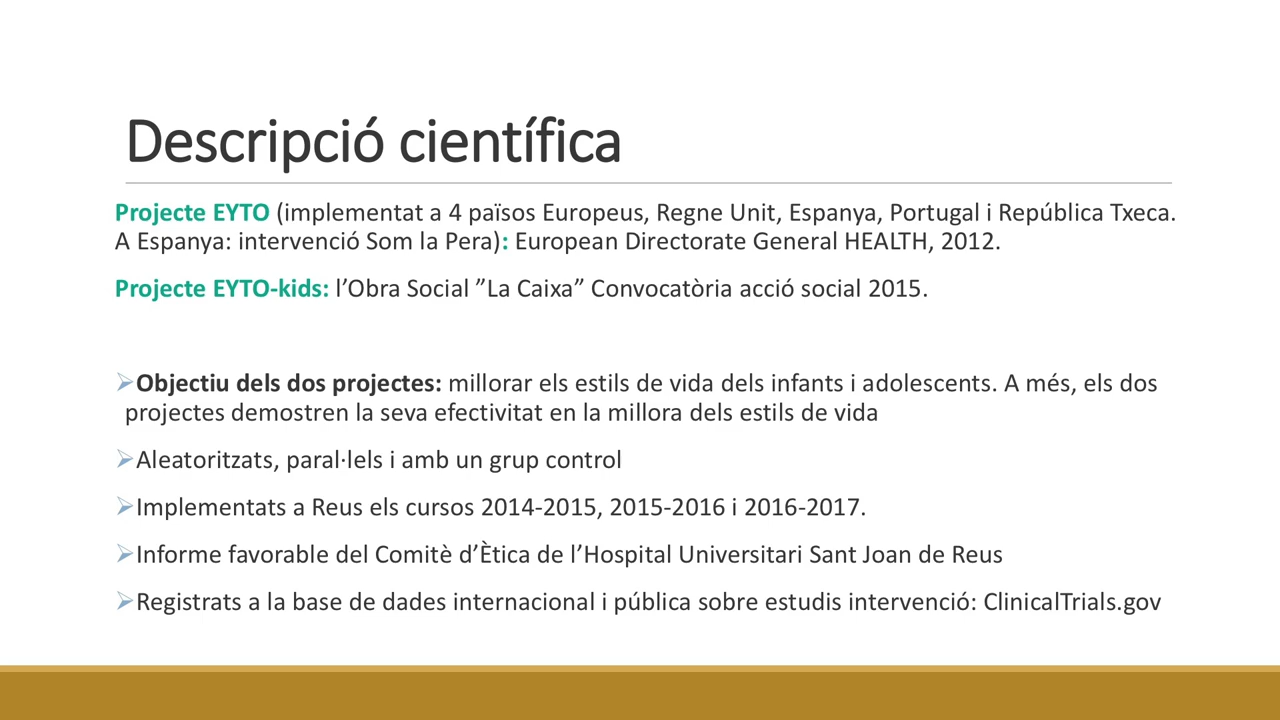 Descripció científica
Projecte EYTO (implementat a 4 països Europeus, Regne Unit, Espanya, Portugal i República Txeca.
A Espanya: intervenció Som la Pera): European Directorate General HEALTH, 2012.
Projecte EYTO-kids: l’Obra Social ”La Caixa” Convocatòria acció social 2015.
➢Objectiu dels dos projectes: millorar els estils de vida dels infants i adolescents. A més, els dos
projectes demostren la seva efectivitat en la millora dels estils de vida
➢Aleatoritzats, paral·lels i amb un grup control
➢Implementats a Reus els cursos 2014-2015, 2015-2016 i 2016-2017.
➢Informe favorable del Comitè d’Ètica de l’Hospital Universitari Sant Joan de Reus
➢Registrats a la base de dades internacional i pública sobre estudis intervenció: ClinicalTrials.gov